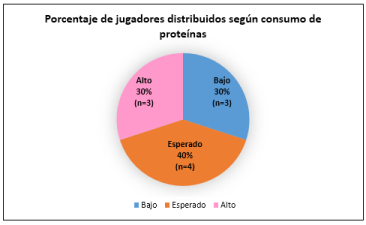 Porcentaje de jugadores distribuidos según consumo de
proteínas
Alto
30%
(n=3)
Bajo
30%
(n=3)
Esperado
40%
(n=4)
Bajo Esperado Alto